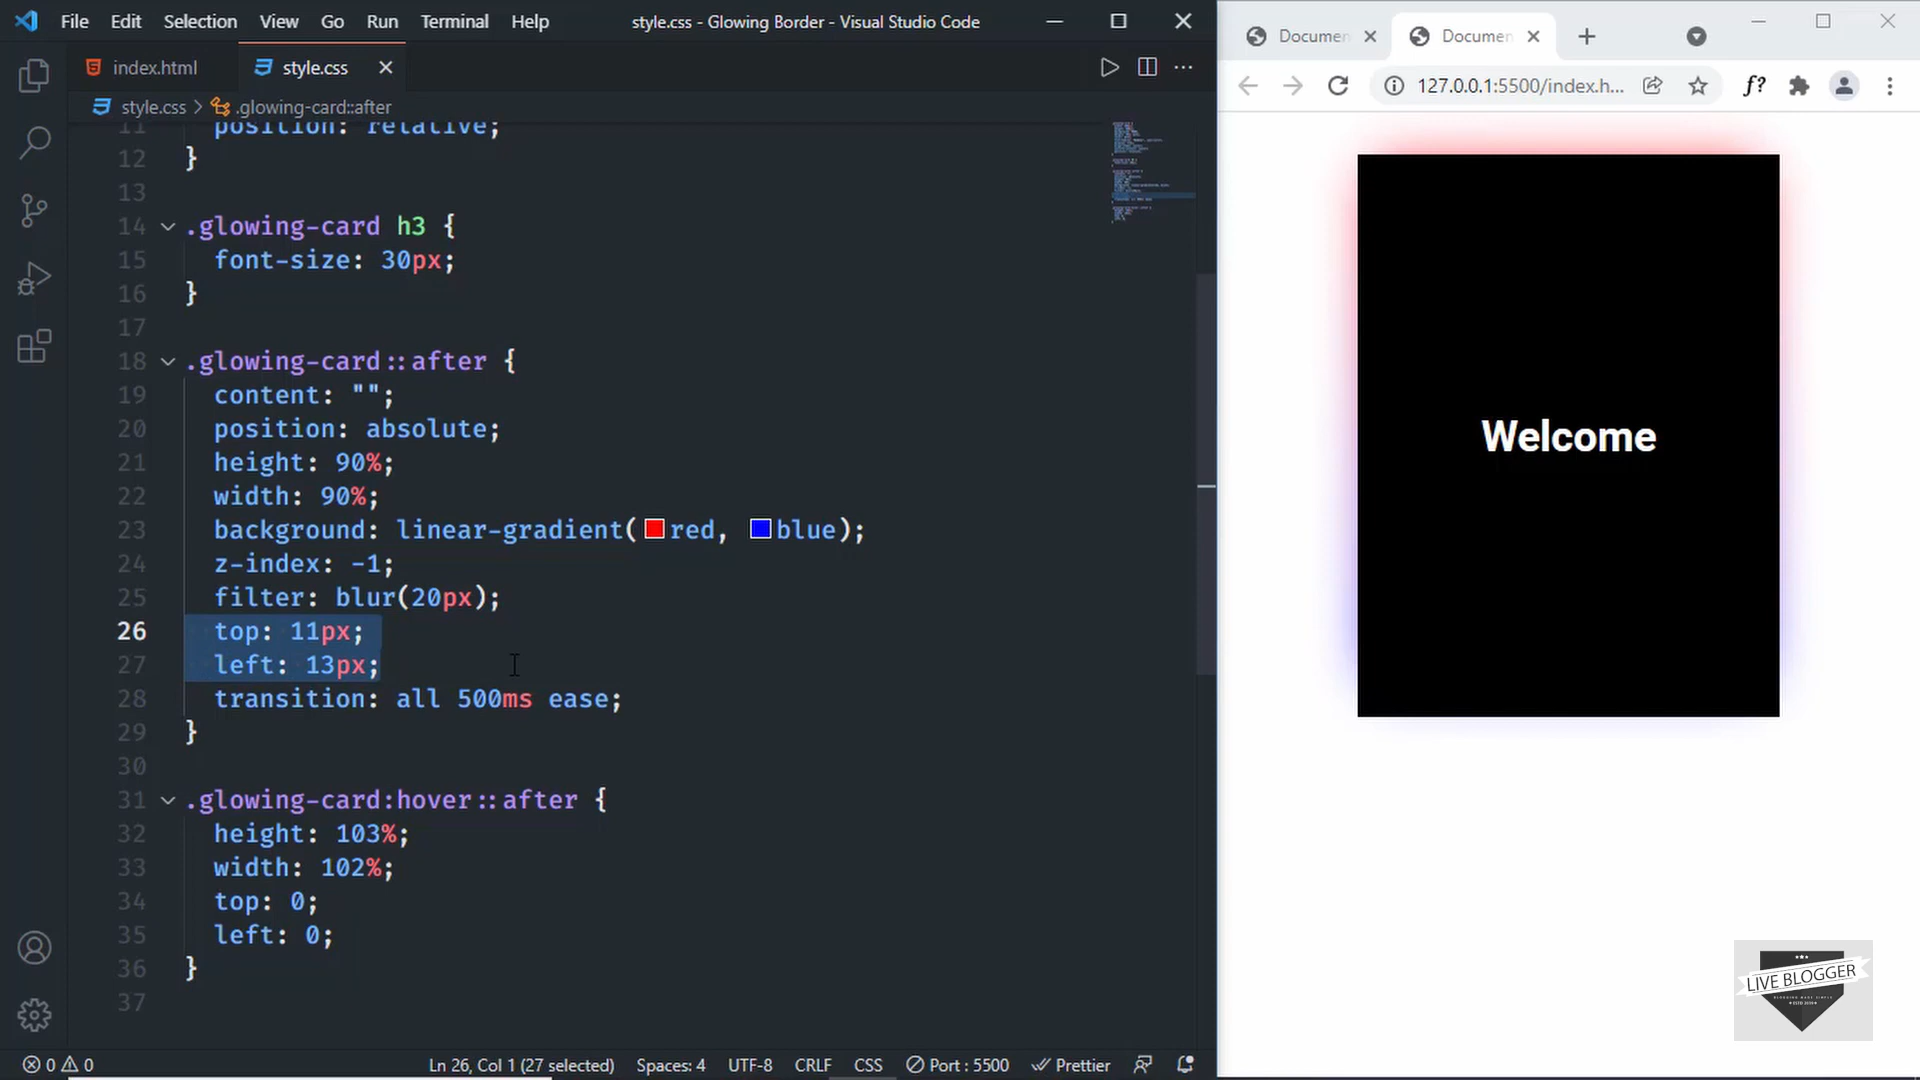 File Edit Selection View Go Run Terminal Help style.css - Glowing Border - Visual Studio Code
index.html style.css
style.css > .glowing-card::after
11 position: relative;
12 }
13
14 .glowing-card h3 {
15 font-size: 30px;
16 }
17
18 .glowing-card::after {
19 content: "";
20 position: absolute;
21 height: 90%;
22 width: 90%;
23 background: linear-gradient(red, blue);
24 z-index: -1;
25 filter: blur(20px);
26 top: 11px;
27 left: 13px;
28 transition: all 500ms ease;
29 }
30
31 .glowing-card:hover::after {
32 height: 103%;
33 width: 102%;
34 top: 0;
35 left: 0;
36 }
37
0 0 Ln 26, Col 1 (27 selected) Spaces: 4 UTF-8 CRLF CSS Port : 5500 Prettier
Documen Documen
127.0.0.1:5500/index.h... f?
Welcome
LIVE BLOGGER